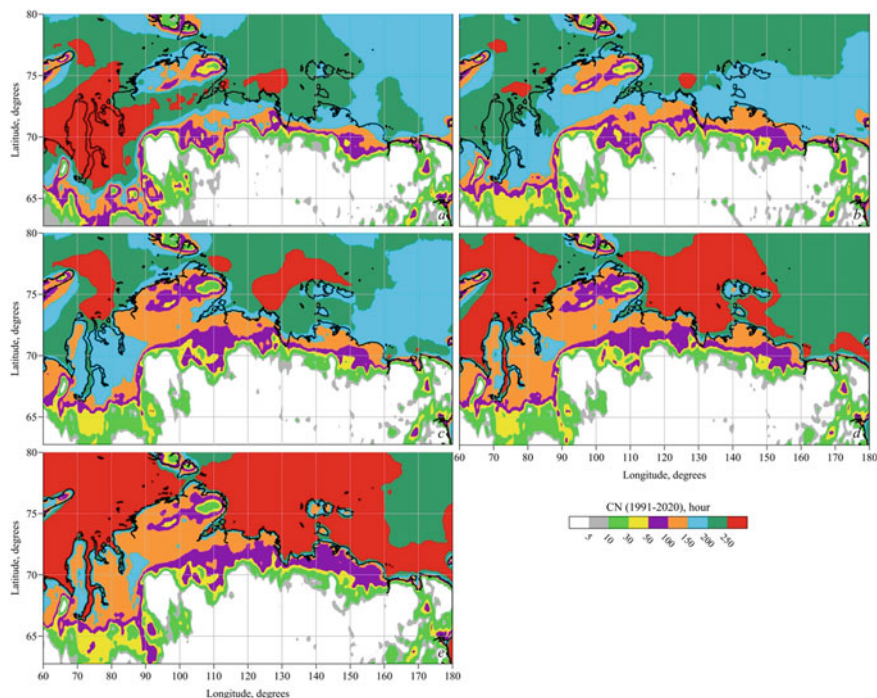 80
75
70
65
Latitude, degrees
a
b
80
75
70
65
Latitude, degrees
c
d
60 70 80 90 100 110 120 130 140 150 160 170 180
Longitude, degrees
80
75
70
65
Latitude, degrees
e
60 70 80 90 100 110 120 130 140 150 160 170 180
Longitude, degrees
CN (1991-2020), hour
5 10 30 50 100 150 200 250